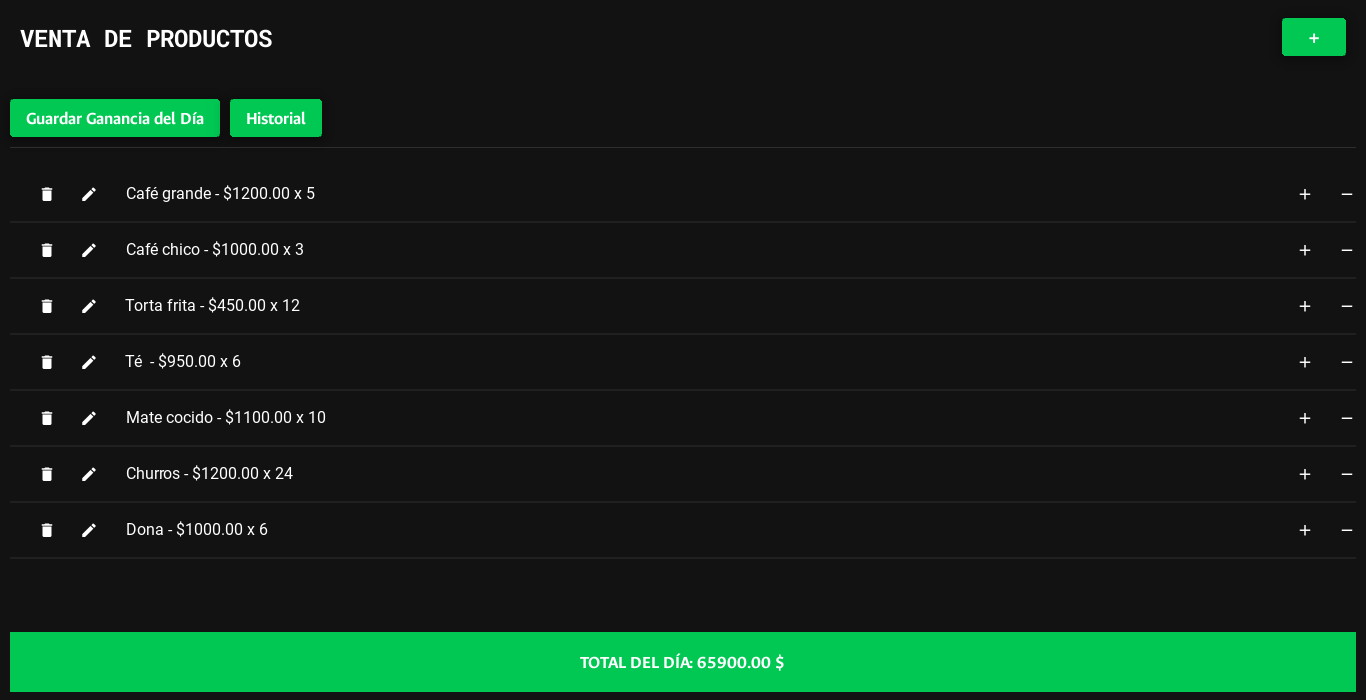 VENTA DE PRODUCTOS
+
Guardar Ganancia del Día
Historial
Café grande - $1200.00 x 5
Café chico - $1000.00 x 3
Torta frita - $450.00 x 12
Té - $950.00 x 6
Mate cocido - $1100.00 x 10
Churros - $1200.00 x 24
Dona - $1000.00 x 6
TOTAL DEL DÍA: 65900.00 $